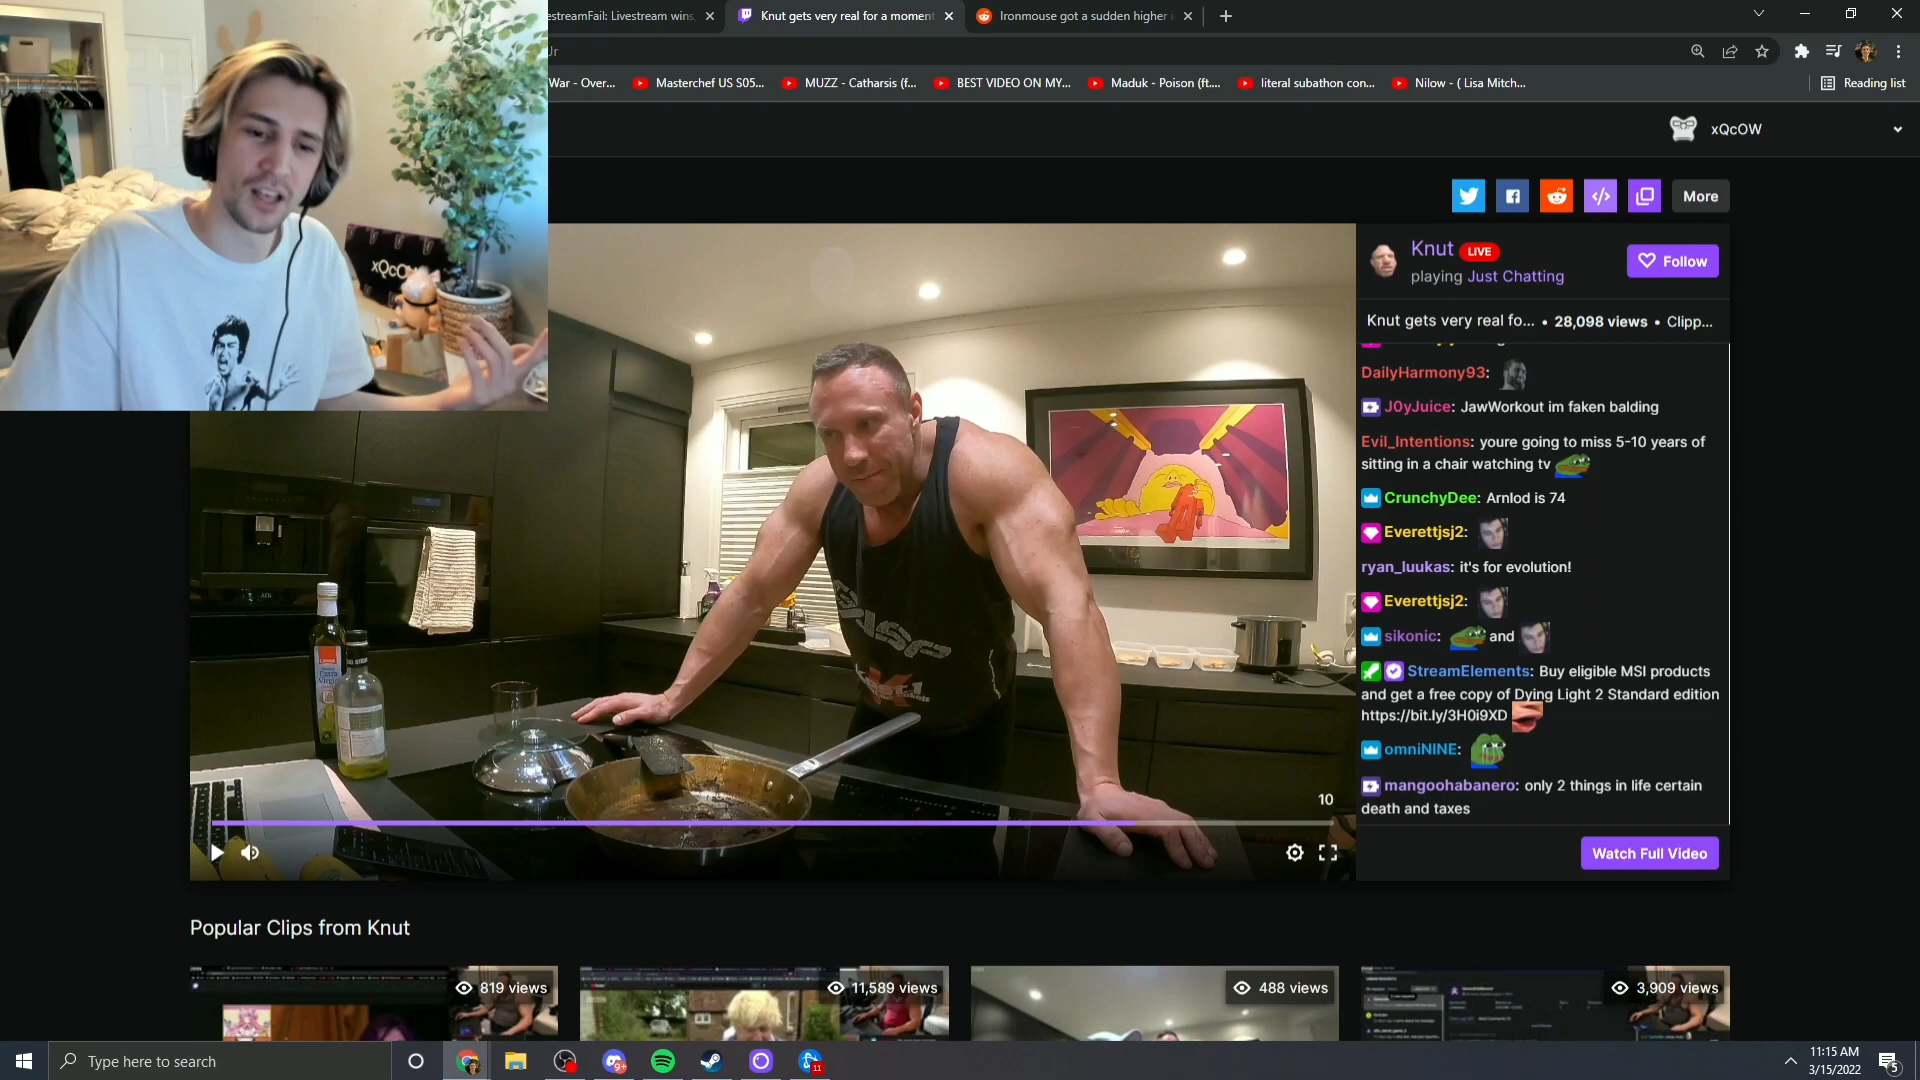 estreamFail: Livestream wins,
Knut gets very real for a moment
Ironmouse got a sudden higher i
Ur
War - Over...
Masterchef US S05...
MUZZ - Catharsis (f...
BEST VIDEO ON MY...
Maduk - Poison (ft....
literal subathon con...
Nilow - ( Lisa Mitch...
Reading list
xQcOW
More
xQcOW
Knut LIVE
Follow
playing Just Chatting
Knut gets very real fo... • 28,098 views • Clipp...
DailyHarmony93:
J0yJuice: JawWorkout im faken balding
Evil_Intentions: youre going to miss 5-10 years of
sitting in a chair watching tv
CrunchyDee: Arnlod is 74
Everettjsj2:
ryan_luukas: it's for evolution!
Everettjsj2:
sikonic: and
StreamElements: Buy eligible MSI products
and get a free copy of Dying Light 2 Standard edition
https://bit.ly/3H0i9XD
omniNINE:
mangoohabanero: only 2 things in life certain
death and taxes
10
Watch Full Video
Popular Clips from Knut
819 views
11,589 views
488 views
3,909 views
Type here to search
9+
11
11:15 AM
3/15/2022
5